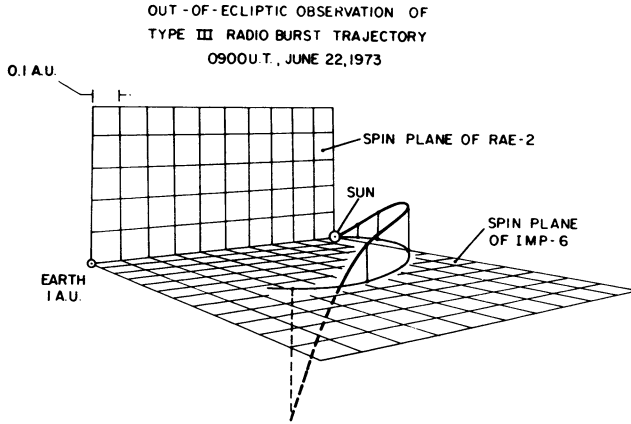 OUT-OF-ECLIPTIC OBSERVATION OF
TYPE III RADIO BURST TRAJECTORY
0900U.T., JUNE 22,1973
0.1 A.U.
SPIN PLANE OF RAE-2
SUN
SPIN PLANE
OF IMP-6
EARTH
1 A.U.